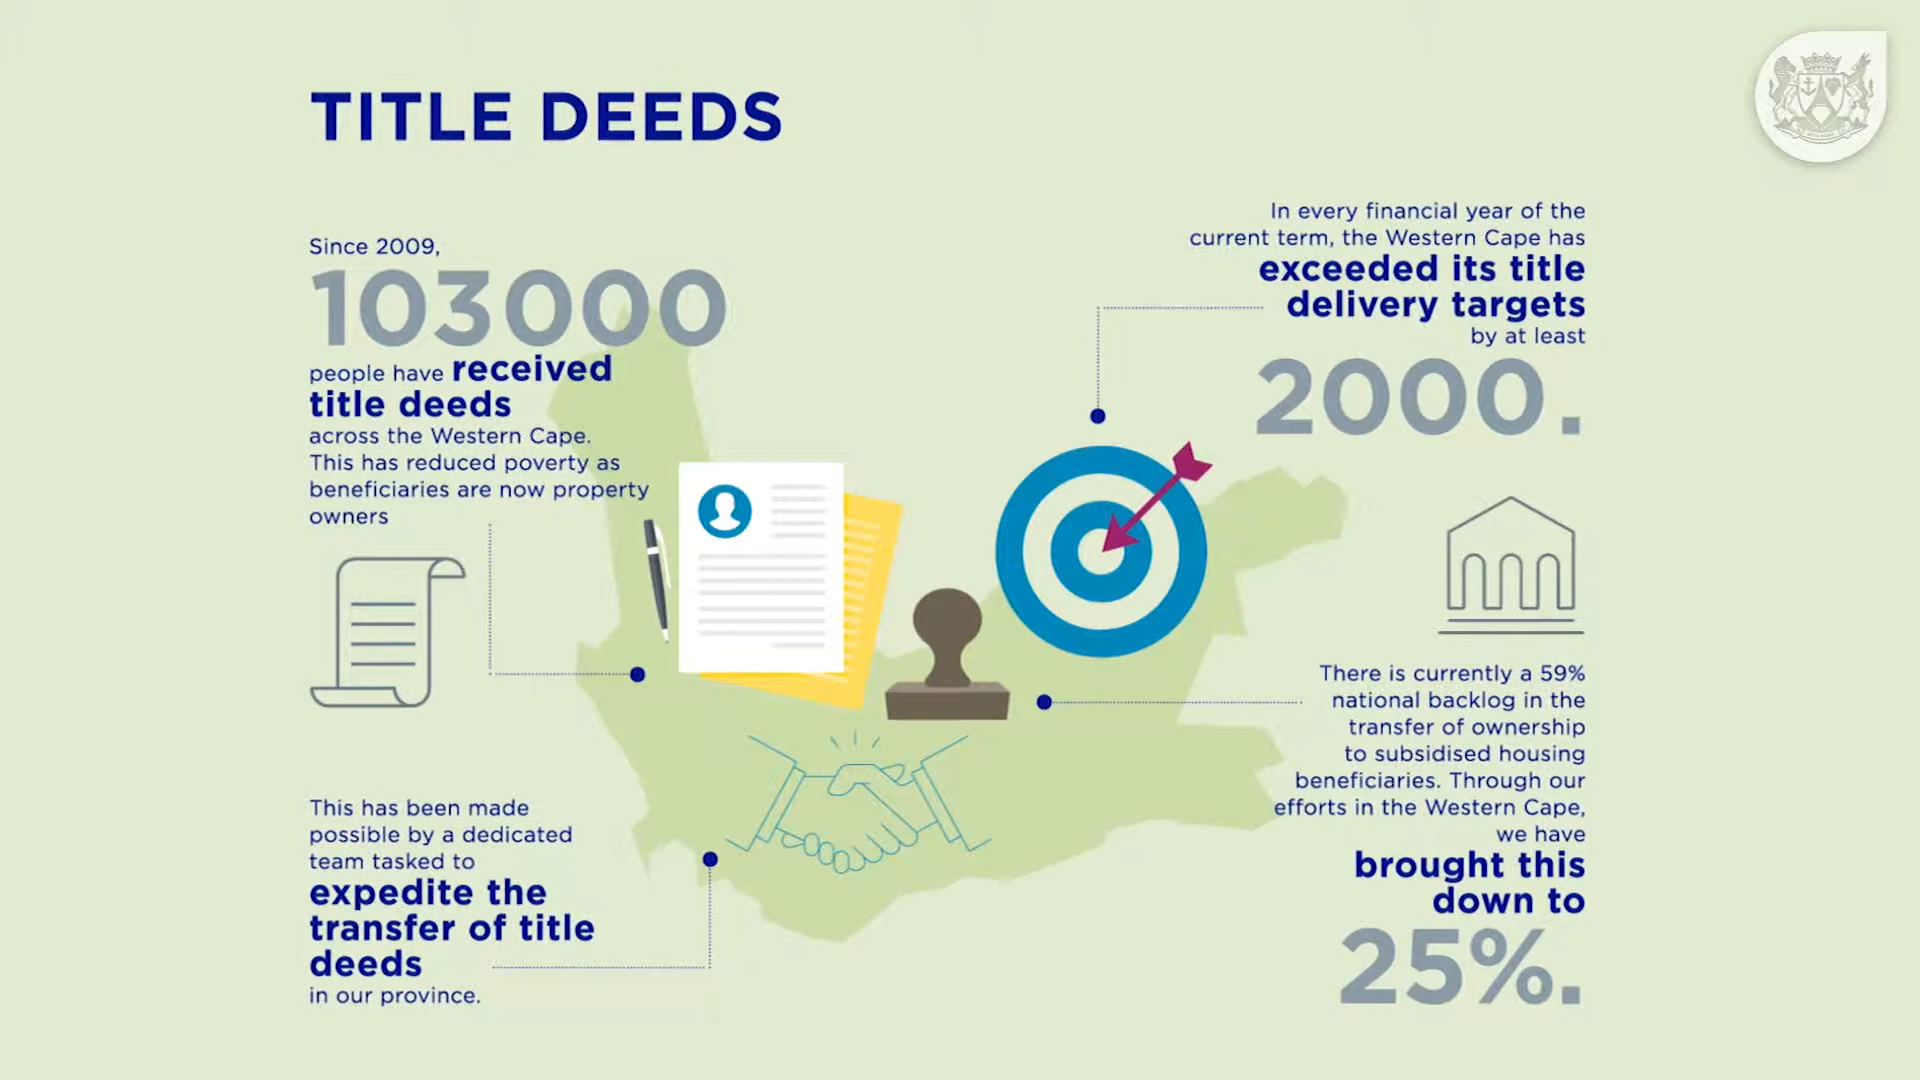 TITLE DEEDS
Since 2009,
103000
people have received
title deeds
across the Western Cape.
This has reduced poverty as
beneficiaries are now property
owners
This has been made
possible by a dedicated
team tasked to
expedite the
transfer of title
deeds
in our province.
In every financial year of the
current term, the Western Cape has
exceeded its title
delivery targets
by at least
2000.
There is currently a 59%
national backlog in the
transfer of ownership
to subsidised housing
beneficiaries. Through our
efforts in the Western Cape,
we have
brought this
down to
25%.